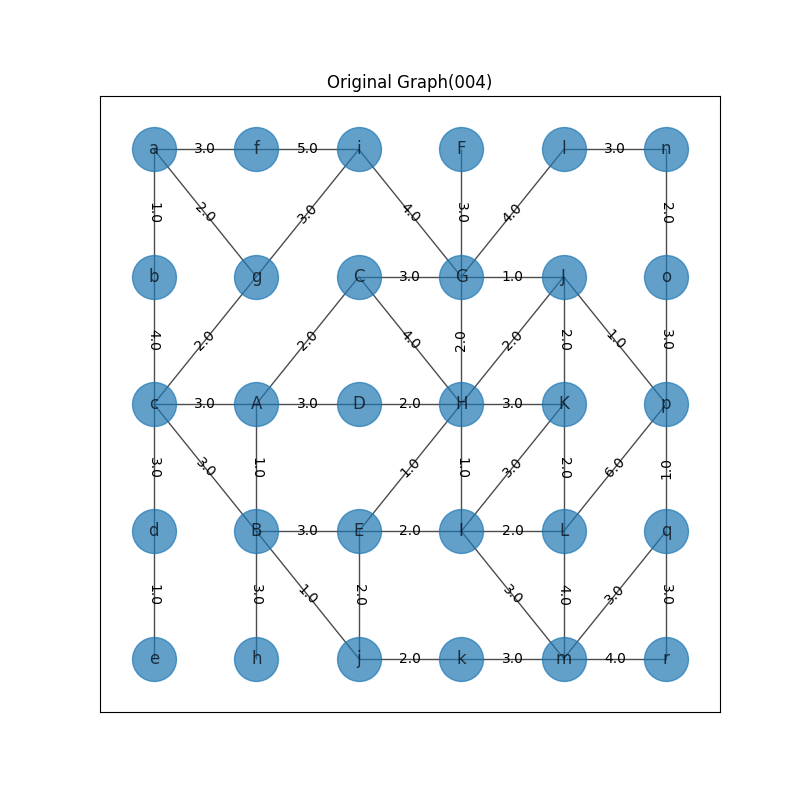 Original Graph(004)
a 3.0 f 5.0 i F l 3.0 n
1.0 2.0 3.0 4.0 3.0 4.0 2.0
b g C 3.0 G 1.0 J o
4.0 2.0 2.0 4.0 2.0 2.0 2.0 1.0 3.0
c 3.0 A 3.0 D 2.0 H 3.0 K p
3.0 3.0 1.0 1.0 1.0 3.0 2.0 6.0 1.0
d B 3.0 E 2.0 I 2.0 L q
1.0 3.0 1.0 2.0 3.0 4.0 3.0 3.0
e h j 2.0 k 3.0 m 4.0 r